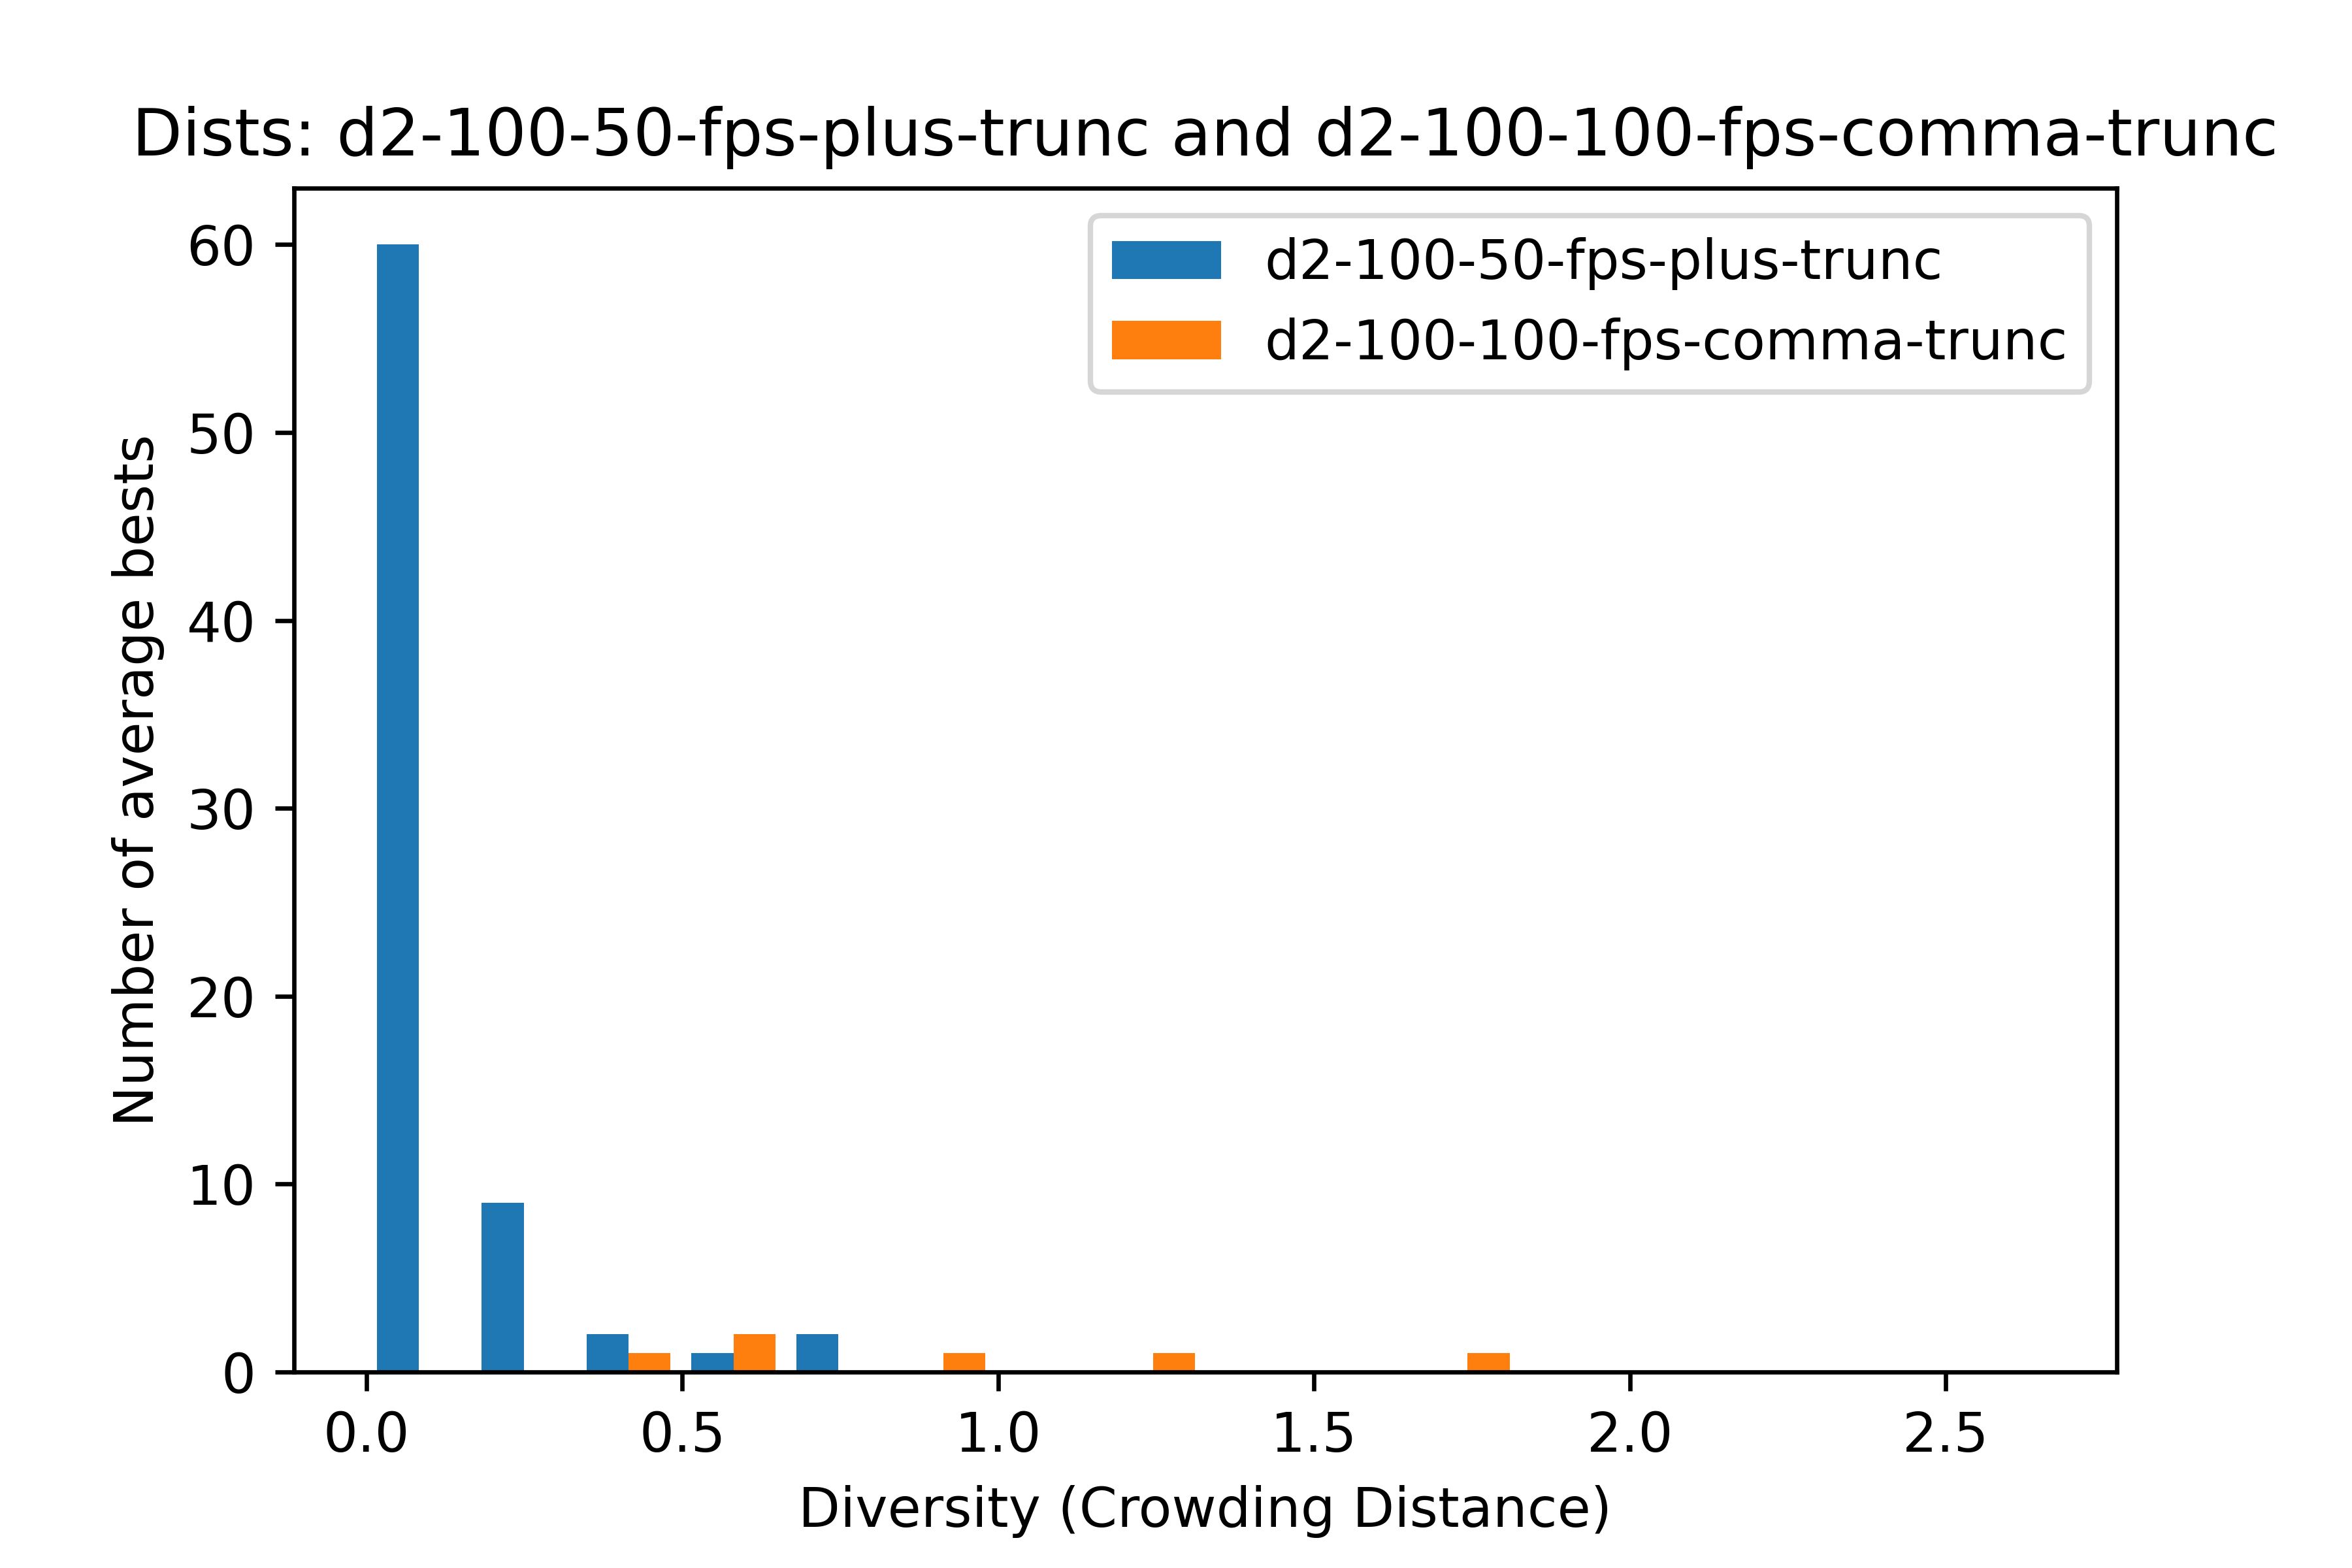 Dists: d2-100-50-fps-plus-trunc and d2-100-100-fps-comma-trunc
d2-100-50-fps-plus-trunc
d2-100-100-fps-comma-trunc
Number of average bests
60
50
40
30
20
10
0
0.0 0.5 1.0 1.5 2.0 2.5
Diversity (Crowding Distance)